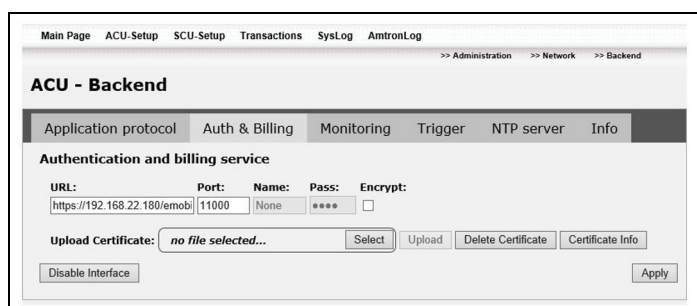 Main Page ACU-Setup SCU-Setup Transactions SysLog AmtronLog
>> Administration >> Network >> Backend
ACU - Backend
Application protocol Auth & Billing Monitoring Trigger NTP server Info
Authentication and billing service
URL: Port: Name: Pass: Encrypt:
https://192.168.22.180/emobi 11000 None ••••
Upload Certificate: no file selected... Select Upload Delete Certificate Certificate Info
Disable Interface Apply